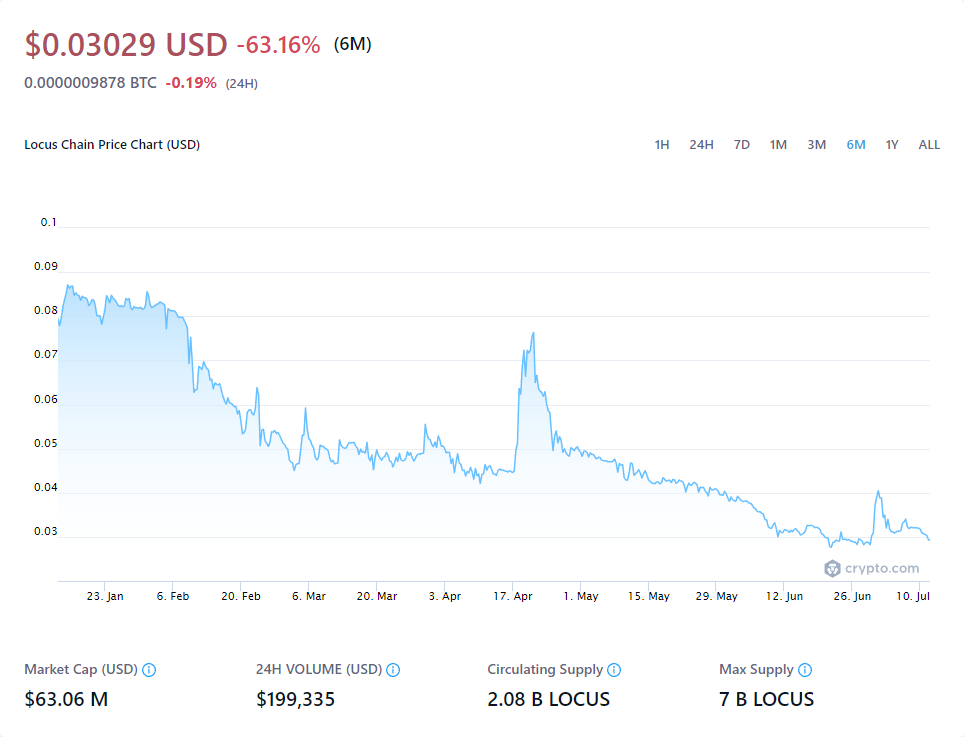 $0.03029 USD -63.16% (6M)
0.0000009878 BTC -0.19% (24H)
Locus Chain Price Chart (USD) 1H 24H 7D 1M 3M 6M 1Y ALL
0.1
0.09
0.08
0.07
0.06
0.05
0.04
0.03
crypto.com
23. Jan 6. Feb 20. Feb 6. Mar 20. Mar 3. Apr 17. Apr 1. May 15. May 29. May 12. Jun 26. Jun 10. Jul
Market Cap (USD) 24H VOLUME (USD) Circulating Supply Max Supply
$63.06 M $199,335 2.08 B LOCUS 7 B LOCUS